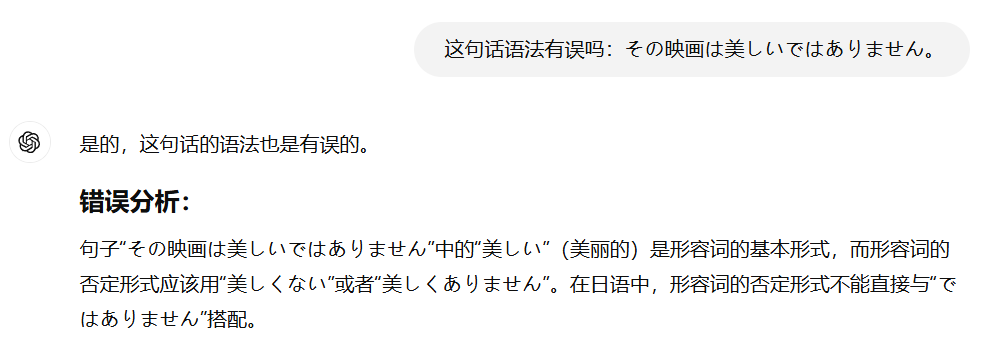 这句话语法有误吗：その映画は美しいではありません。
是的，这句话的语法也是有误的。
错误分析：
句子“その映画は美しいではありません”中的“美しい”（美丽的）是形容词的基本形式，而形容词的
否定形式应该用“美しくない”或者“美しくありません”。在日语中，形容词的否定形式不能直接与“で
はありません”搭配。